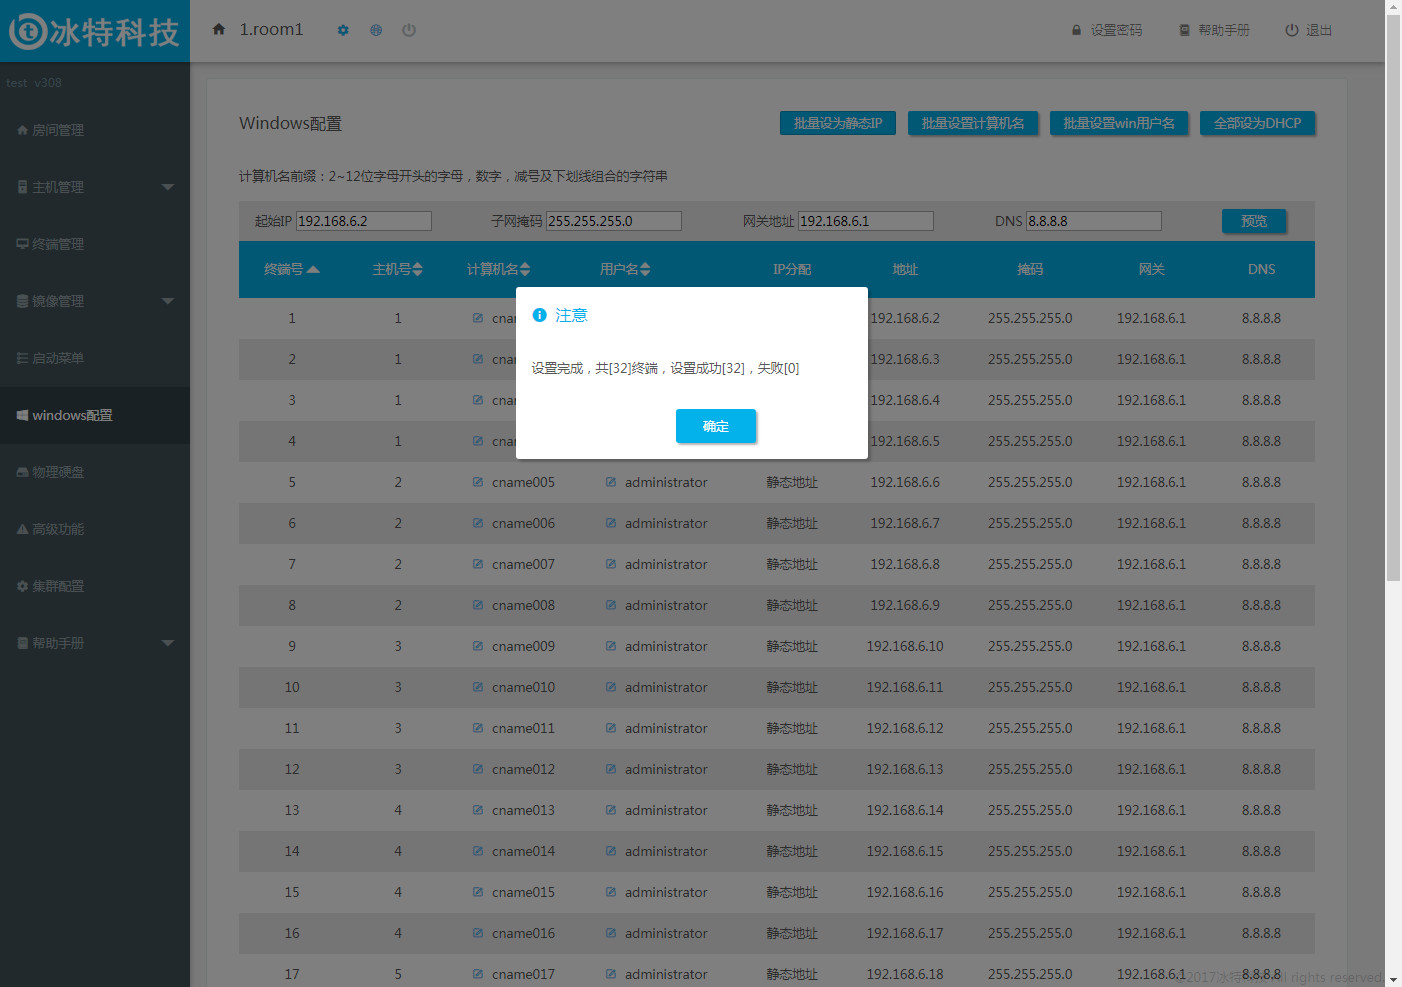 冰特科技
1.room1
设置密码 帮助手册 退出
test v308
房间管理
主机管理
终端管理
镜像管理
启动菜单
windows配置
物理硬盘
高级功能
集群配置
帮助手册
Windows配置 批量设为静态IP 批量设置计算机名 批量设置win用户名 全部设为DHCP
计算机名前缀：2~12位字母开头的字母，数字，减号及下划线组合的字符串
起始IP 192.168.6.2 子网掩码 255.255.255.0 网关地址 192.168.6.1 DNS 8.8.8.8 预览
终端号 主机号 计算机名 用户名 IP分配 地址 掩码 网关 DNS
注意
设置完成，共[32]终端，设置成功[32]，失败[0]
确定
1 1 192.168.6.2 255.255.255.0 192.168.6.1 8.8.8.8
2 1 192.168.6.3 255.255.255.0 192.168.6.1 8.8.8.8
3 1 192.168.6.4 255.255.255.0 192.168.6.1 8.8.8.8
4 1 192.168.6.5 255.255.255.0 192.168.6.1 8.8.8.8
5 2 cname005 administrator 静态地址 192.168.6.6 255.255.255.0 192.168.6.1 8.8.8.8
6 2 cname006 administrator 静态地址 192.168.6.7 255.255.255.0 192.168.6.1 8.8.8.8
7 2 cname007 administrator 静态地址 192.168.6.8 255.255.255.0 192.168.6.1 8.8.8.8
8 2 cname008 administrator 静态地址 192.168.6.9 255.255.255.0 192.168.6.1 8.8.8.8
9 3 cname009 administrator 静态地址 192.168.6.10 255.255.255.0 192.168.6.1 8.8.8.8
10 3 cname010 administrator 静态地址 192.168.6.11 255.255.255.0 192.168.6.1 8.8.8.8
11 3 cname011 administrator 静态地址 192.168.6.12 255.255.255.0 192.168.6.1 8.8.8.8
12 3 cname012 administrator 静态地址 192.168.6.13 255.255.255.0 192.168.6.1 8.8.8.8
13 4 cname013 administrator 静态地址 192.168.6.14 255.255.255.0 192.168.6.1 8.8.8.8
14 4 cname014 administrator 静态地址 192.168.6.15 255.255.255.0 192.168.6.1 8.8.8.8
15 4 cname015 administrator 静态地址 192.168.6.16 255.255.255.0 192.168.6.1 8.8.8.8
16 4 cname016 administrator 静态地址 192.168.6.17 255.255.255.0 192.168.6.1 8.8.8.8
17 5 cname017 administrator 静态地址 192.168.6.18 255.255.255.0 192.168.6.1 8.8.8.8
rights reserved.